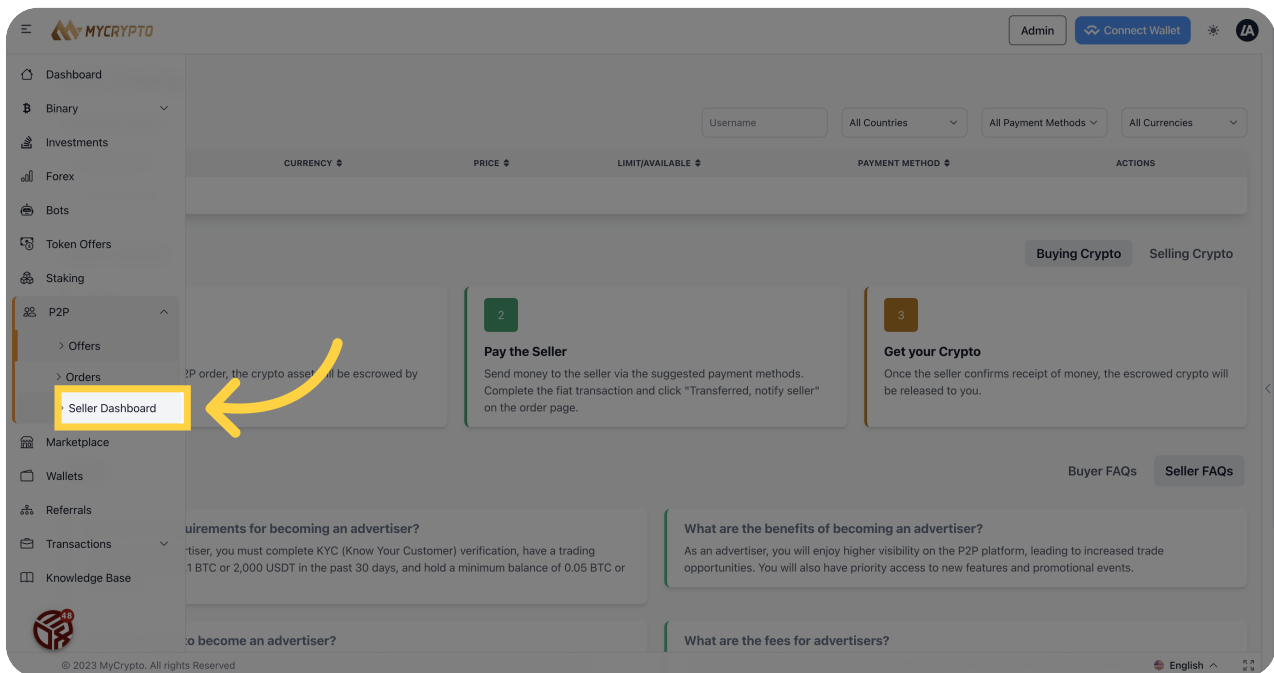 MYCRYPTO
Admin
Connect Wallet
Dashboard
Binary
Investments
Forex
Bots
Token Offers
Staking
P2P
Offers
Orders
Seller Dashboard
Marketplace
Wallets
Referrals
Transactions
Knowledge Base
48
Username
All Countries
All Payment Methods
All Currencies
CURRENCY
PRICE
LIMIT/AVAILABLE
PAYMENT METHOD
ACTIONS
Buying Crypto
Selling Crypto
2P order, the crypto asset will be escrowed by
2
Pay the Seller
Send money to the seller via the suggested payment methods.
Complete the fiat transaction and click "Transferred, notify seller"
on the order page.
3
Get your Crypto
Once the seller confirms receipt of money, the escrowed crypto will
be released to you.
Buyer FAQs
Seller FAQs
uirements for becoming an advertiser?
rtiser, you must complete KYC (Know Your Customer) verification, have a trading
.1 BTC or 2,000 USDT in the past 30 days, and hold a minimum balance of 0.05 BTC or
What are the benefits of becoming an advertiser?
As an advertiser, you will enjoy higher visibility on the P2P platform, leading to increased trade
opportunities. You will also have priority access to new features and promotional events.
o become an advertiser?
What are the fees for advertisers?
© 2023 MyCrypto. All rights Reserved
English